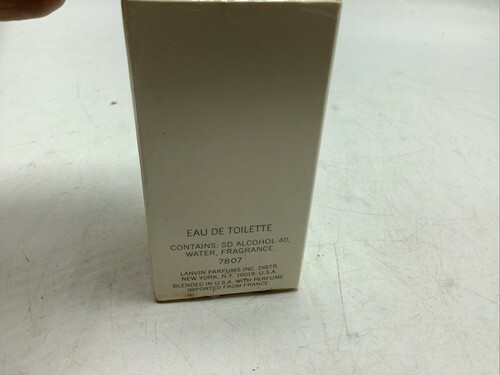 EAU DE TOILETTE
CONTAINS: SD ALCOHOL 40,
WATER, FRAGRANCE.
7807
LANVIN PARFUMS INC. DISTR.
NEW YORK, N.Y. 10019. U.S.A.
BLENDED IN U.S.A. WITH PERFUME
IMPORTED FROM FRANCE